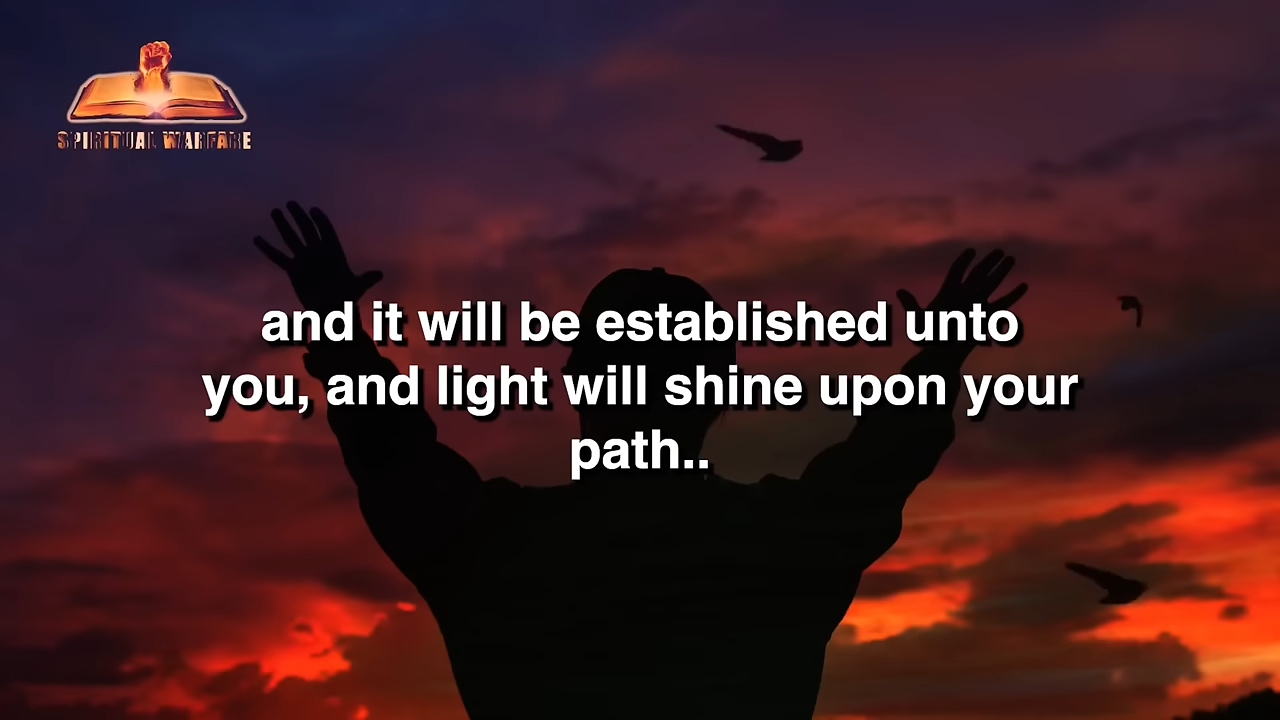 SPIRITUAL WARFARE
and it will be established unto
you, and light will shine upon your
path..